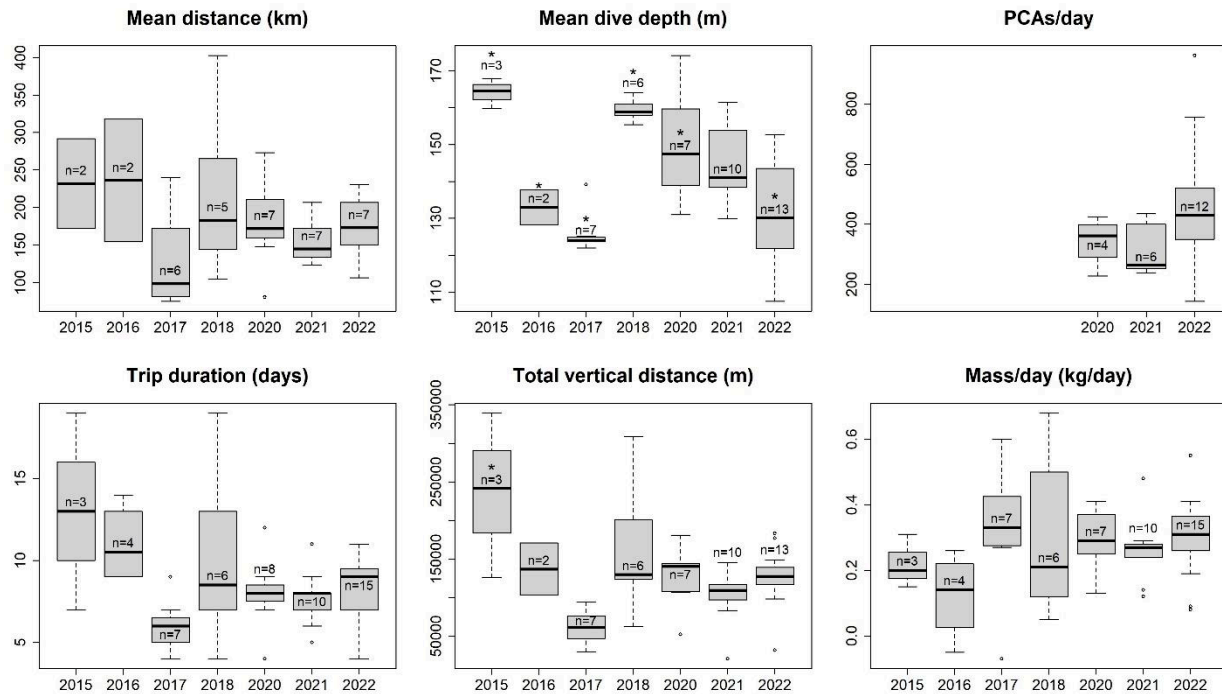 Mean distance (km)
400
350
300
250
200
150
100
n=2
n=2
n=6
n=5
n=7
n=7
n=7
2015 2016 2017 2018 2020 2021 2022
Mean dive depth (m)
170
150
130
110
*
n=3
*
n=2
*
n=7
*
n=6
*
n=7
n=10
*
n=13
2015 2016 2017 2018 2020 2021 2022
PCAs/day
800
600
400
200
n=4
n=6
n=12
2020 2021 2022
Trip duration (days)
15
10
5
n=3
n=4
n=7
n=6
n=8
n=10
n=15
2015 2016 2017 2018 2020 2021 2022
Total vertical distance (m)
350000
250000
150000
50000
*
n=3
n=2
n=7
n=6
n=7
n=10
n=13
2015 2016 2017 2018 2020 2021 2022
Mass/day (kg/day)
0.6
0.4
0.2
0.0
n=3
n=4
n=7
n=6
n=7
n=10
n=15
2015 2016 2017 2018 2020 2021 2022